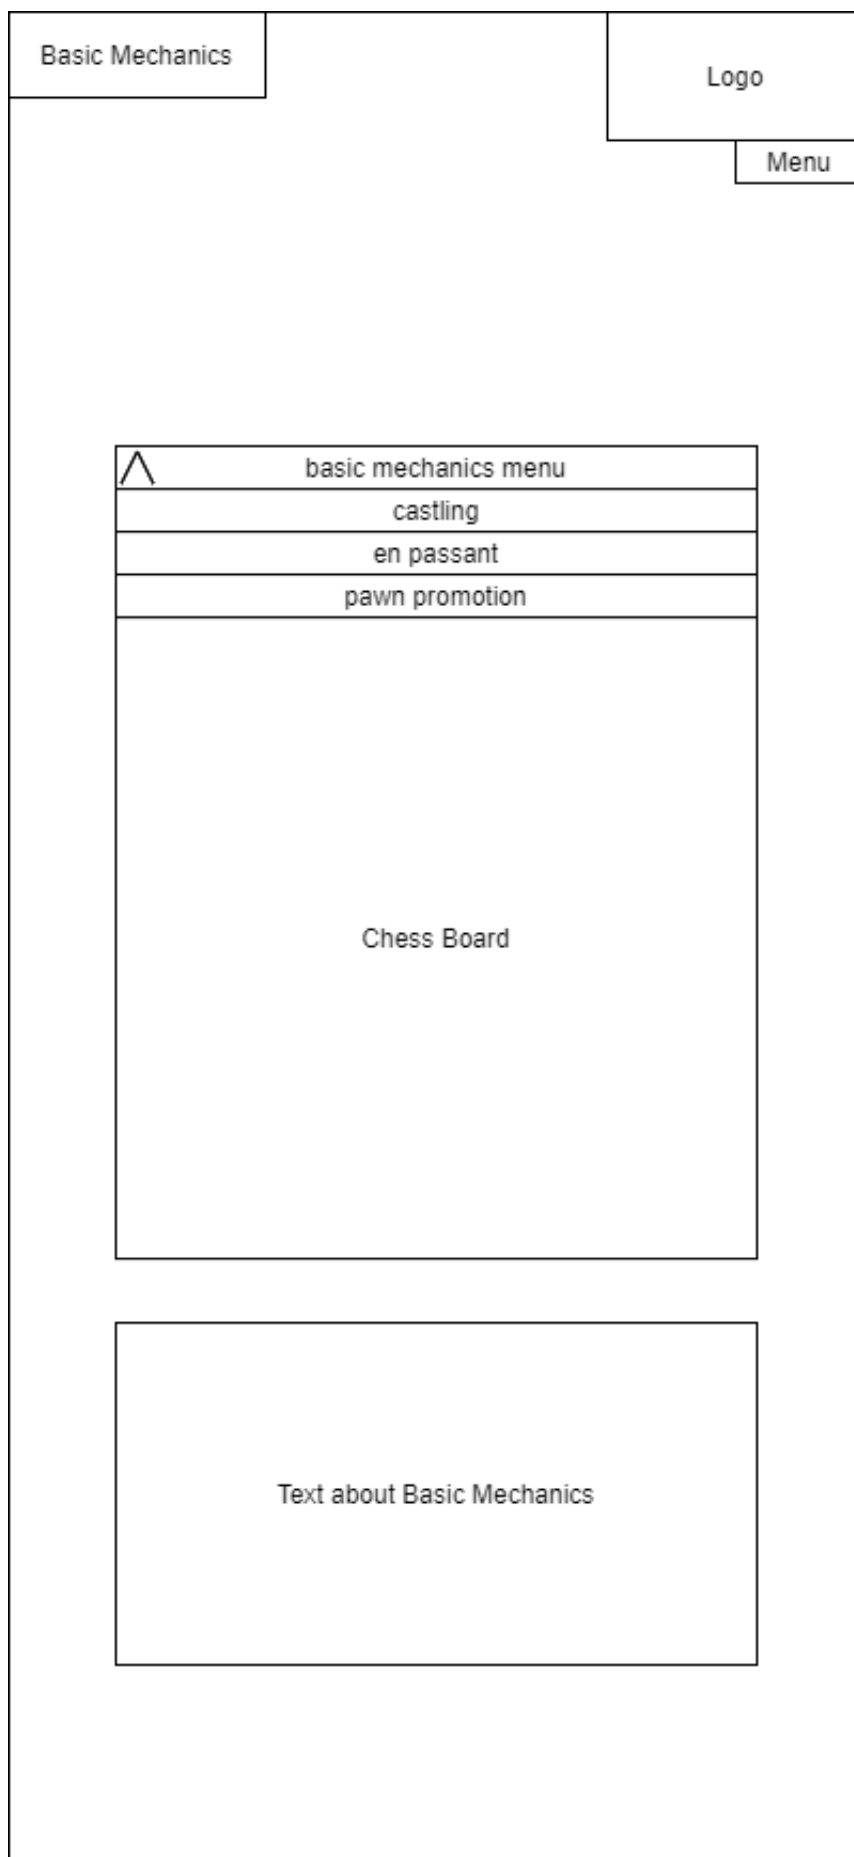 Basic Mechanics
Logo
Menu
basic mechanics menu
castling
en passant
pawn promotion
Chess Board
Text about Basic Mechanics